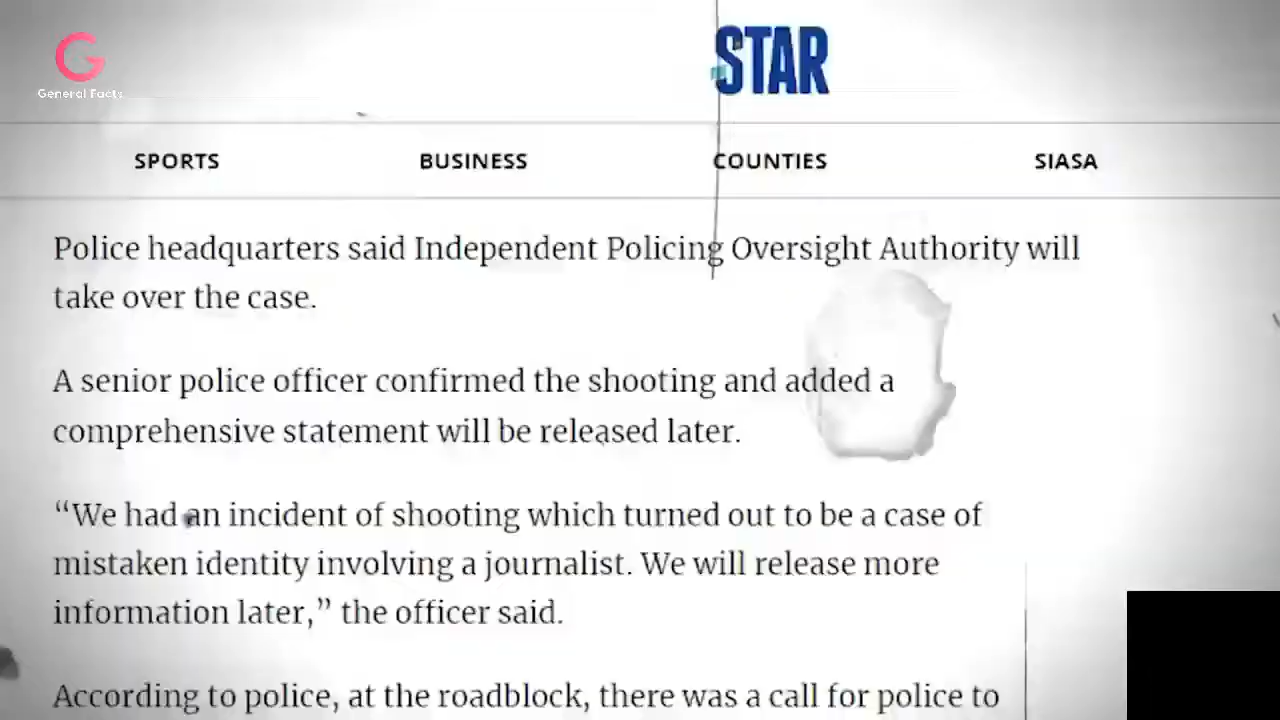 STAR
G
General Facts
SPORTS BUSINESS COUNTIES SIASA
Police headquarters said Independent Policing Oversight Authority will
take over the case.
A senior police officer confirmed the shooting and added a
comprehensive statement will be released later.
“We had an incident of shooting which turned out to be a case of
mistaken identity involving a journalist. We will release more
information later,” the officer said.
According to police, at the roadblock, there was a call for police to